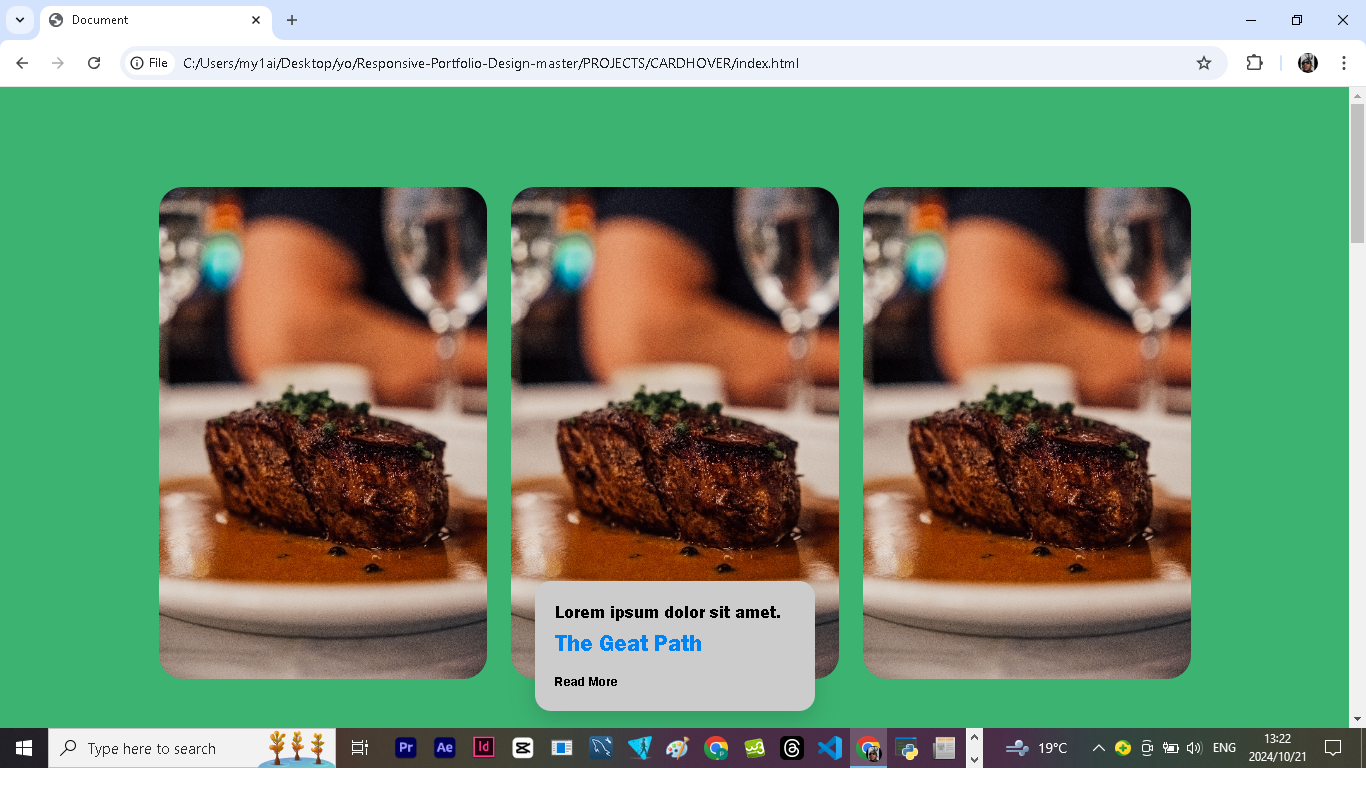 Document
File
C:/Users/my1ai/Desktop/yo/Responsive-Portfolio-Design-master/PROJECTS/CARDHOVER/index.html
Lorem ipsum dolor sit amet.
The Geat Path
Read More
Type here to search
Pr
Ae
Id
19°C
ENG
13:22
2024/10/21